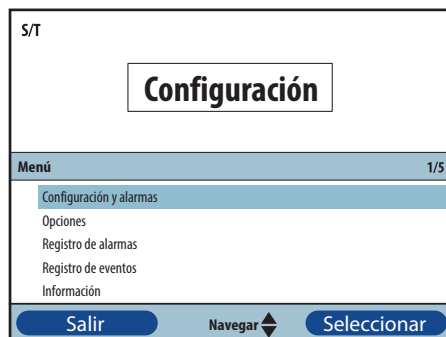 S/T
Configuración
Menú 1/5
Configuración y alarmas
Opciones
Registro de alarmas
Registro de eventos
Información
Salir Navegar Seleccionar